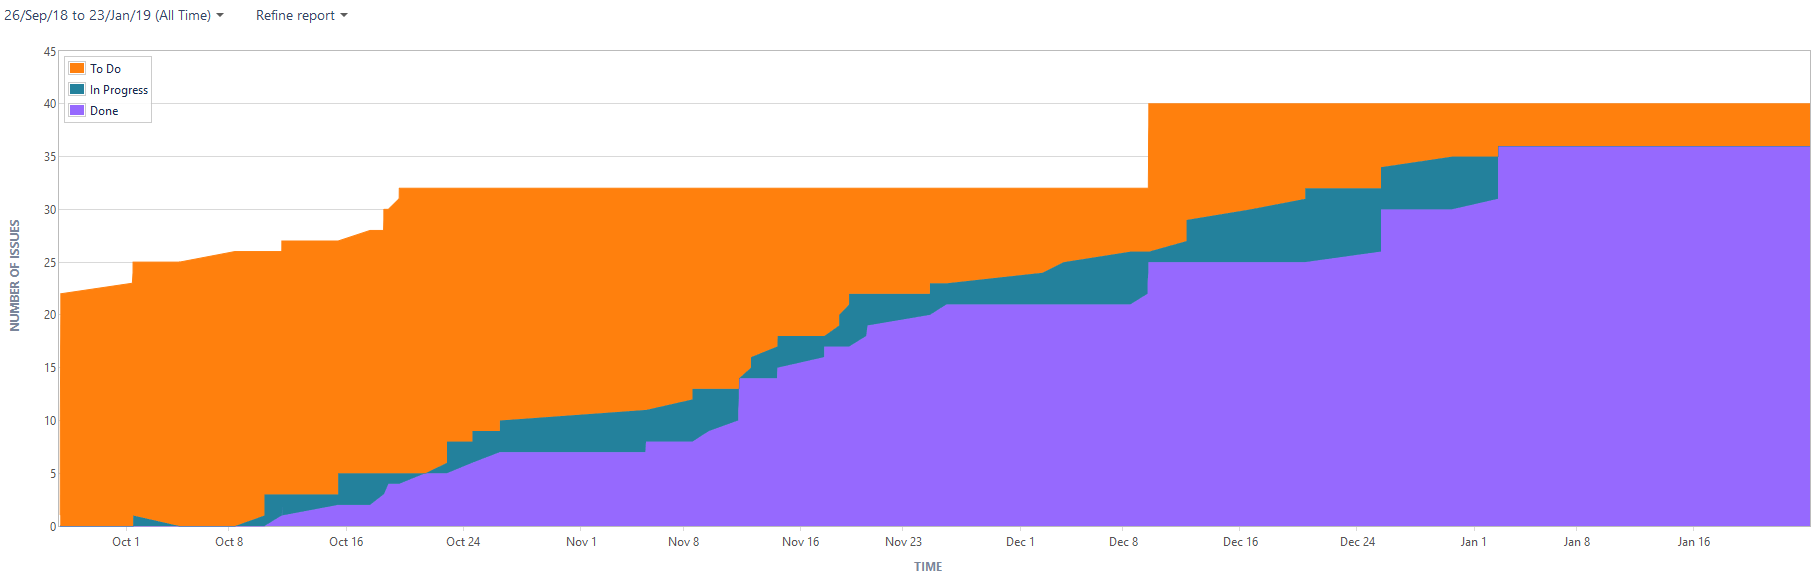 26/Sep/18 to 23/Jan/19 (All Time) Refine report
45
40
35
30
25
20
15
10
5
0
NUMBER OF ISSUES
To Do
In Progress
Done
Oct 1 Oct 8 Oct 16 Oct 24 Nov 1 Nov 8 Nov 16 Nov 23 Dec 1 Dec 8 Dec 16 Dec 24 Jan 1 Jan 8 Jan 16
TIME